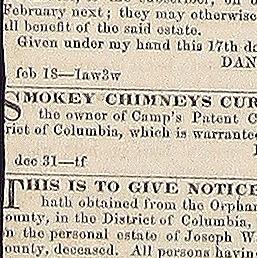 February next; they may otherwise
all benefit of the said estate.
Given under my hand this 17th da
DAN
feb 18—law3w
SMOKEY CHIMNEYS CUR
the owner of Camp's Patent C
rict of Columbia, which is warrante
dec 31—tf
THIS IS TO GIVE NOTICE
hath obtained from the Orphan
ounty, in the District of Columbia,
on the personal estate of Joseph W
ounty, deceased. All persons having